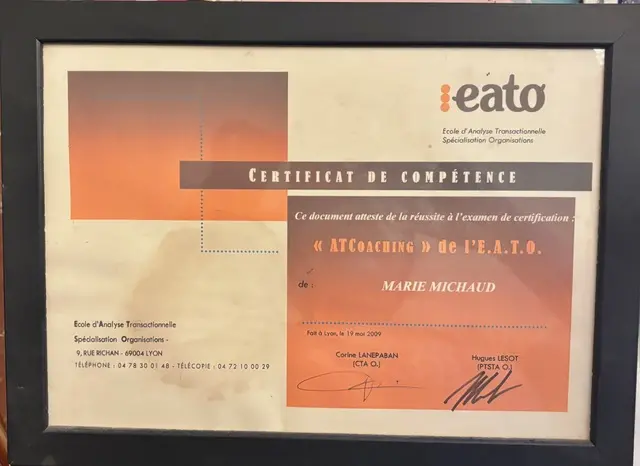 eàtò
Ecole d'Analyse Transactionnelle
Spécialisation Organisations
CERTIFICAT DE COMPÉTENCE
Ce document atteste de la réussite à l'examen de certification :
« ATCOACHING » de l'E.A.T.O.
de : MARIE MICHAUD
Fait à Lyon, le 19 mai 2009
Ecole d'Analyse Transactionnelle
Spécialisation Organisations -
9, RUE RICHAN - 69004 LYON
TÉLÉPHONE : 04 78 30 01 48 - TÉLÉCOPIE : 04 72 10 00 29
Corine LANEPABAN
(CTA O.)
Hugues LESOT
(PTSTA O.)